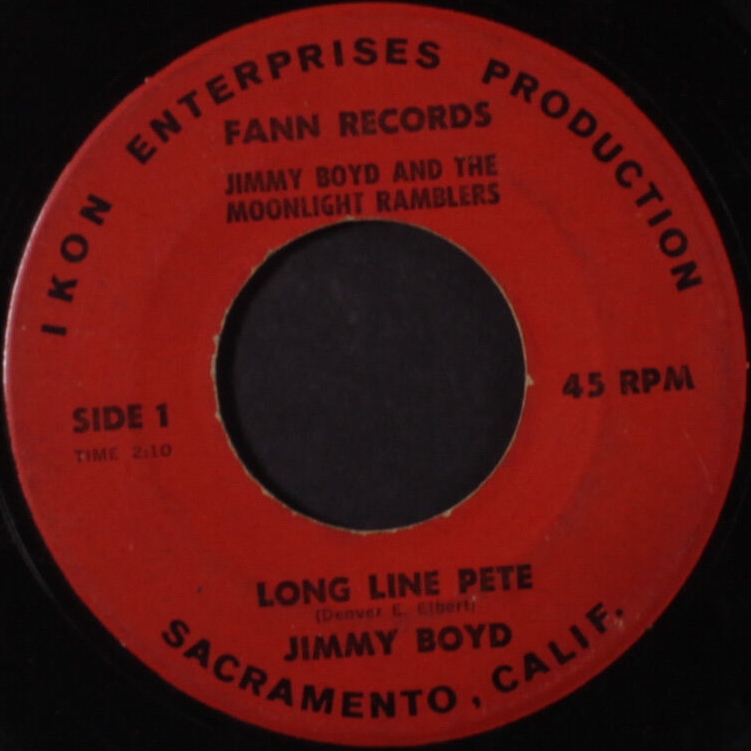 IKON ENTERPRISES PRODUCTION
FANN RECORDS
JIMMY BOYD AND THE
MOONLIGHT RAMBLERS
SIDE 1
TIME 2:10
45 RPM
LONG LINE PETE
(Denver E. Elbert)
JIMMY BOYD
SACRAMENTO, CALIF.